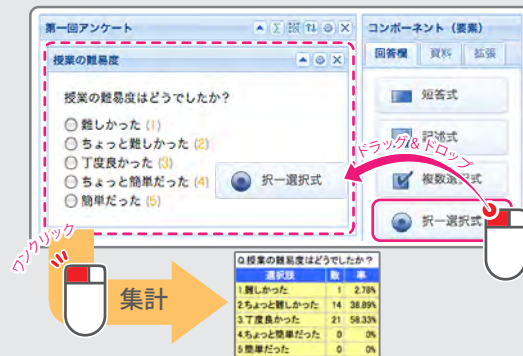 第一回アンケート
コンポーネント（要素）
授業の難易度
回答欄 資料 拡張
授業の難易度はどうでしたか？
難しかった (1)
ちょっと難しかった (2)
丁度良かった (3)
ちょっと簡単だった (4)
簡単だった (5)
択一選択式
短答式
記述式
複数選択式
択一選択式
ドラッグ&ドロップ
ワンクリック
集計
Q.授業の難易度はどうでしたか？
選択肢 数 率
1.難しかった 1 2.78%
2.ちょっと難しかった 14 38.89%
3.丁度良かった 21 58.33%
4.ちょっと簡単だった 0 0%
5.簡単だった 0 0%